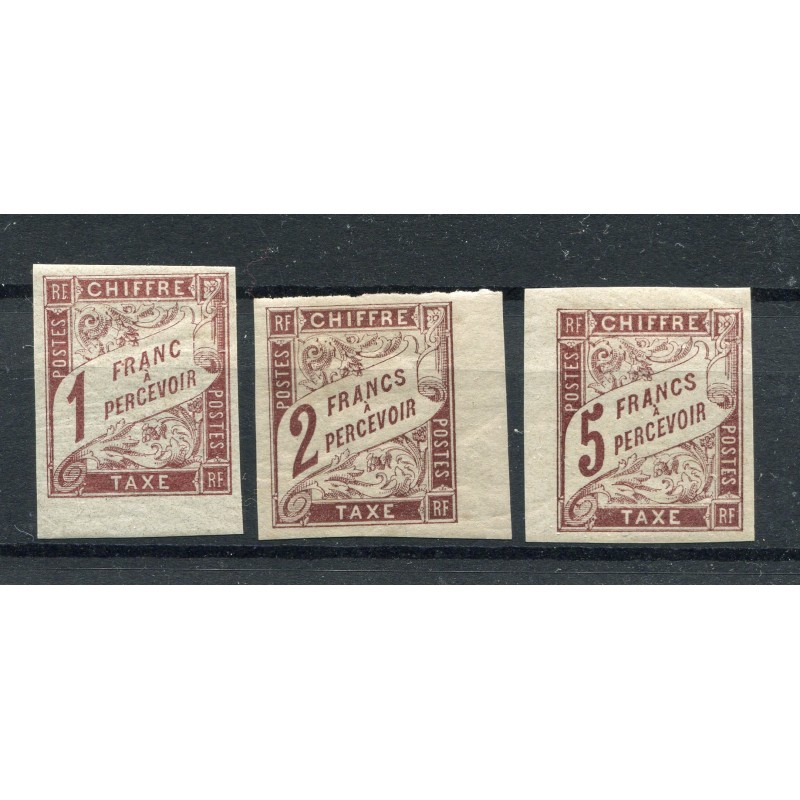 RF CHIFFRE
POSTES
1 FRANC
À
PERCEVOIR
POSTES
TAXE RF
RF CHIFFRE
POSTES
2 FRANCS
À
PERCEVOIR
POSTES
TAXE RF
RF CHIFFRE
POSTES
5 FRANCS
À
PERCEVOIR
POSTES
TAXE RF